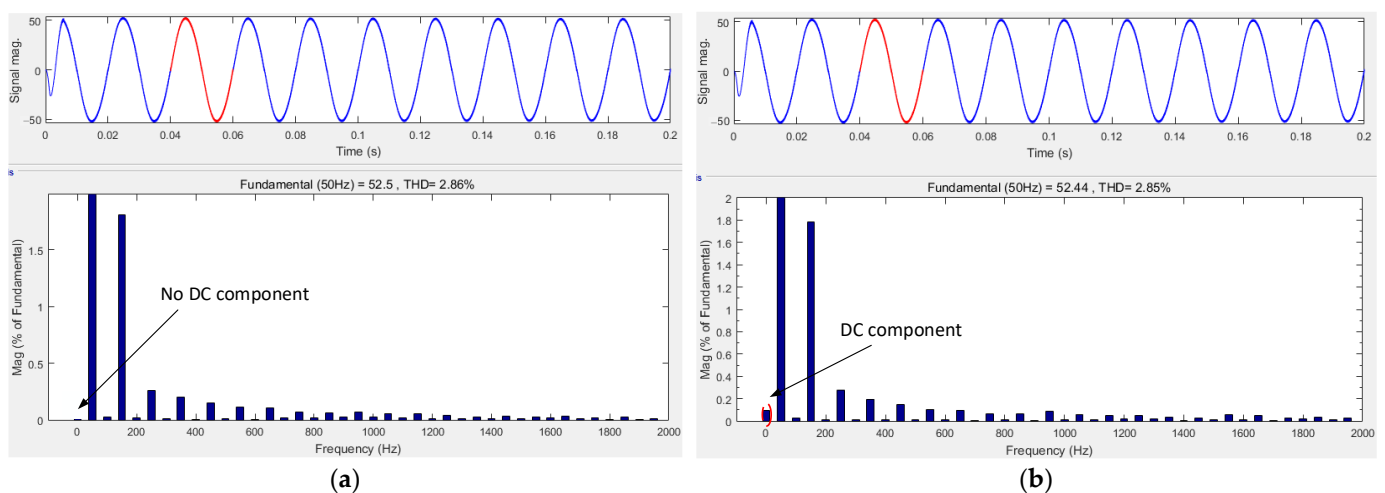 50
0
−50
Signal mag.
0 0.02 0.04 0.06 0.08 0.1 0.12 0.14 0.16 0.18 0.2
Time (s)
is
Fundamental (50Hz) = 52.5 , THD= 2.86%
1.5
1
0.5
0
Mag (% of Fundamental)
No DC component
0 200 400 600 800 1000 1200 1400 1600 1800 2000
Frequency (Hz)
(a)
50
0
−50
Signal mag.
0 0.02 0.04 0.06 0.08 0.1 0.12 0.14 0.16 0.18 0.2
Time (s)
is
Fundamental (50Hz) = 52.44 , THD= 2.85%
2
1.8
1.6
1.4
1.2
1
0.8
0.6
0.4
0.2
0
Mag (% of Fundamental)
DC component
0 200 400 600 800 1000 1200 1400 1600 1800 2000
Frequency (Hz)
(b)